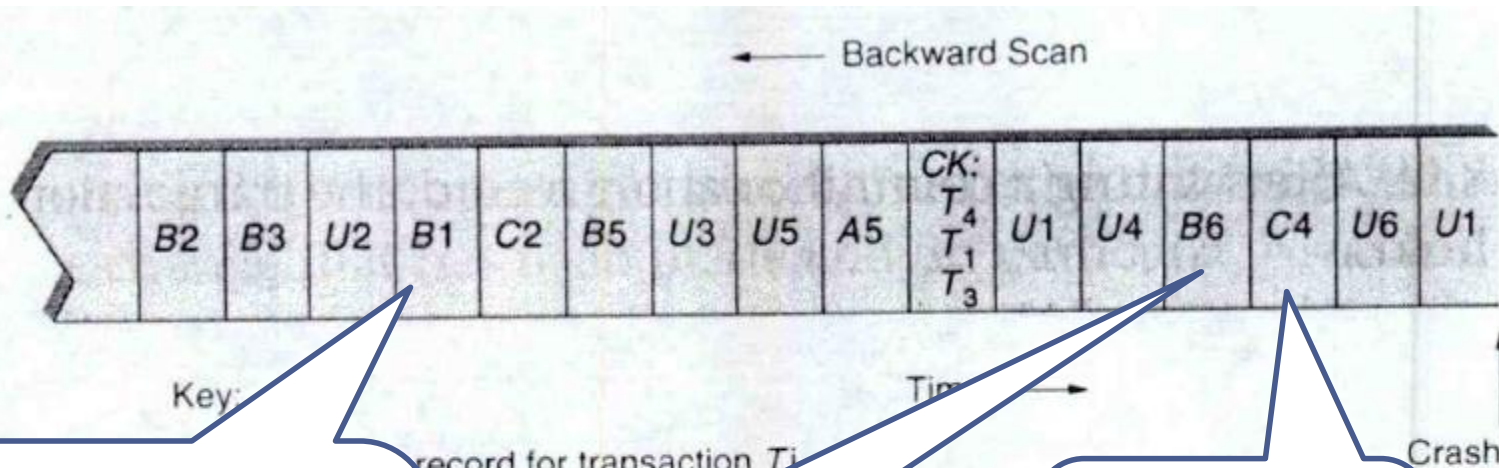 Backward Scan
B2 B3 U2 B1 C2 B5 U3 U5 A5 CK: T4 T1 T3 U1 U4 B6 C4 U6 U1
Key:
record for transaction Ti
Crash